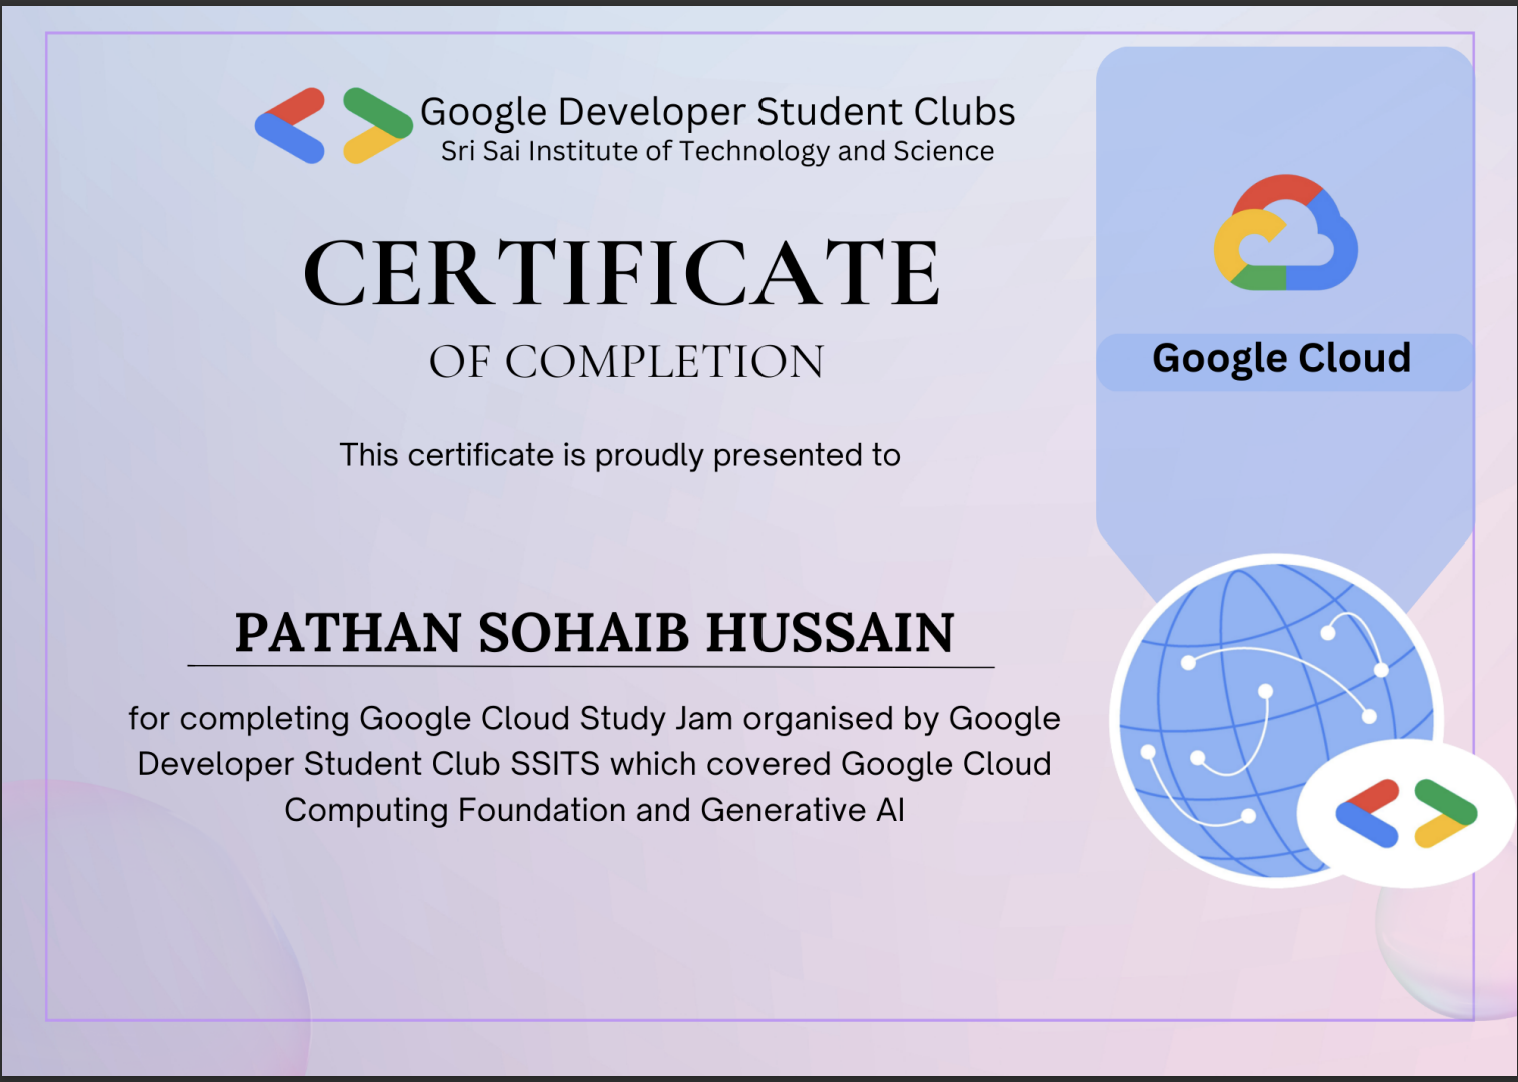 Google Developer Student Clubs
Sri Sai Institute of Technology and Science
CERTIFICATE
OF COMPLETION
This certificate is proudly presented to
PATHAN SOHAIB HUSSAIN
for completing Google Cloud Study Jam organised by Google
Developer Student Club SSITS which covered Google Cloud
Computing Foundation and Generative AI
Google Cloud